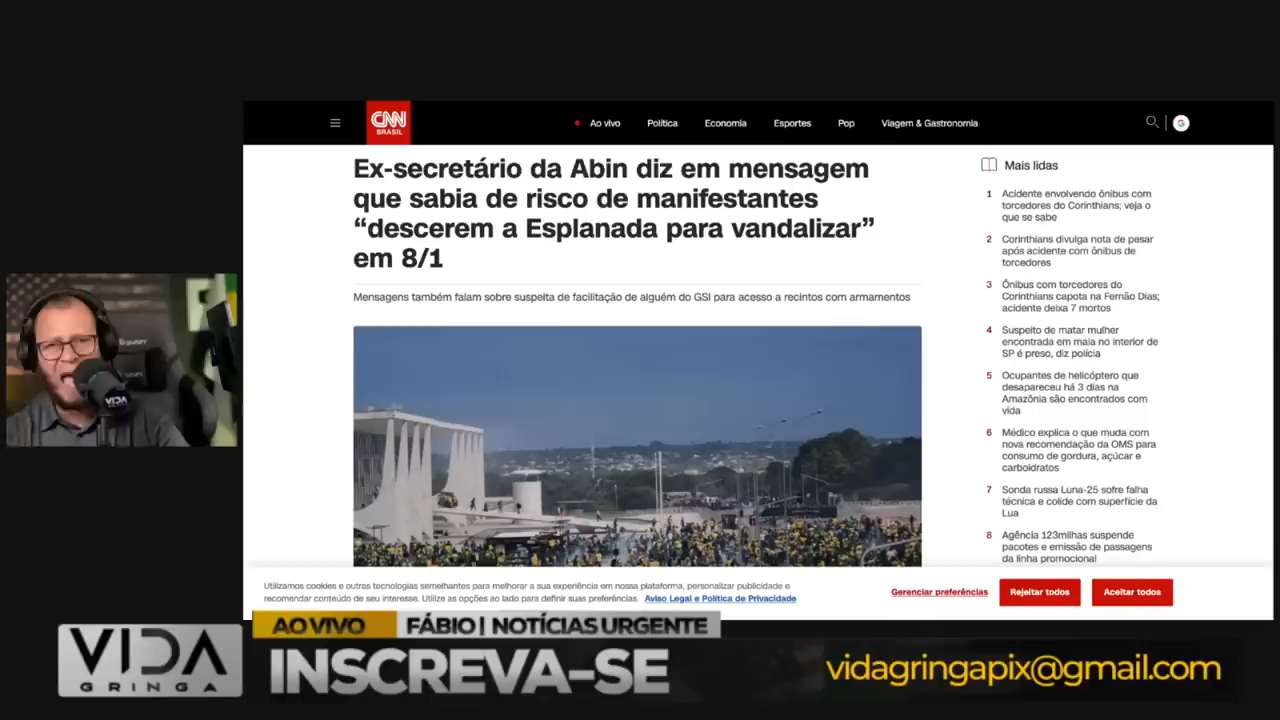 CNN
BRASIL
Ao vivo
Política
Economia
Esportes
Pop
Viagem & Gastronomia
G
Ex-secretário da Abin diz em mensagem
que sabia de risco de manifestantes
“descerem a Esplanada para vandalizar”
em 8/1
Mensagens também falam sobre suspeita de facilitação de alguém do GSI para acesso a recintos com armamentos
Mais lidas
1 Acidente envolvendo ônibus com
torcedores do Corinthians; veja o
que se sabe
2 Corinthians divulga nota de pesar
após acidente com ônibus de
torcedores
3 Ônibus com torcedores do
Corinthians capota na Fernão Dias;
acidente deixa 7 mortos
4 Suspeito de matar mulher
encontrada em mala no interior de
SP é preso, diz polícia
5 Ocupantes de helicóptero que
desapareceu há 3 dias na
Amazônia são encontrados com
vida
6 Médico explica o que muda com
nova recomendação da OMS para
consumo de gordura, açúcar e
carboidratos
7 Sonda russa Luna-25 sofre falha
técnica e colide com superfície da
Lua
8 Agência 123milhas suspende
pacotes e emissão de passagens
da linha promocional
VIDA
Utilizamos cookies e outras tecnologias semelhantes para melhorar a sua experiência em nossa plataforma, personalizar publicidade e
recomendar conteúdo de seu interesse. Utilize as opções ao lado para definir suas preferências. Aviso Legal e Política de Privacidade
Gerenciar preferências
Rejeitar todos
Aceitar todos
AO VIVO
FÁBIO | NOTÍCIAS URGENTE
VIDA
GRINGA
INSCREVA-SE
vidagringapix@gmail.com